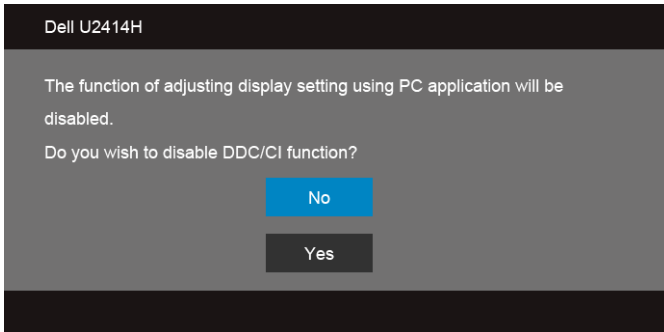 Dell U2414H
The function of adjusting display setting using PC application will be
disabled.
Do you wish to disable DDC/CI function?
No
Yes